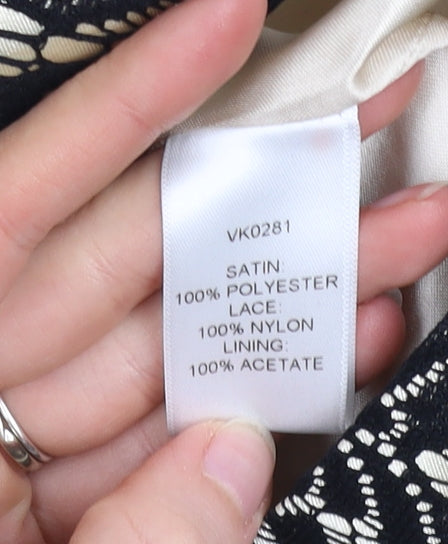 VK0281
SATIN:
100% POLYESTER
LACE:
100% NYLON
LINING:
100% ACETATE